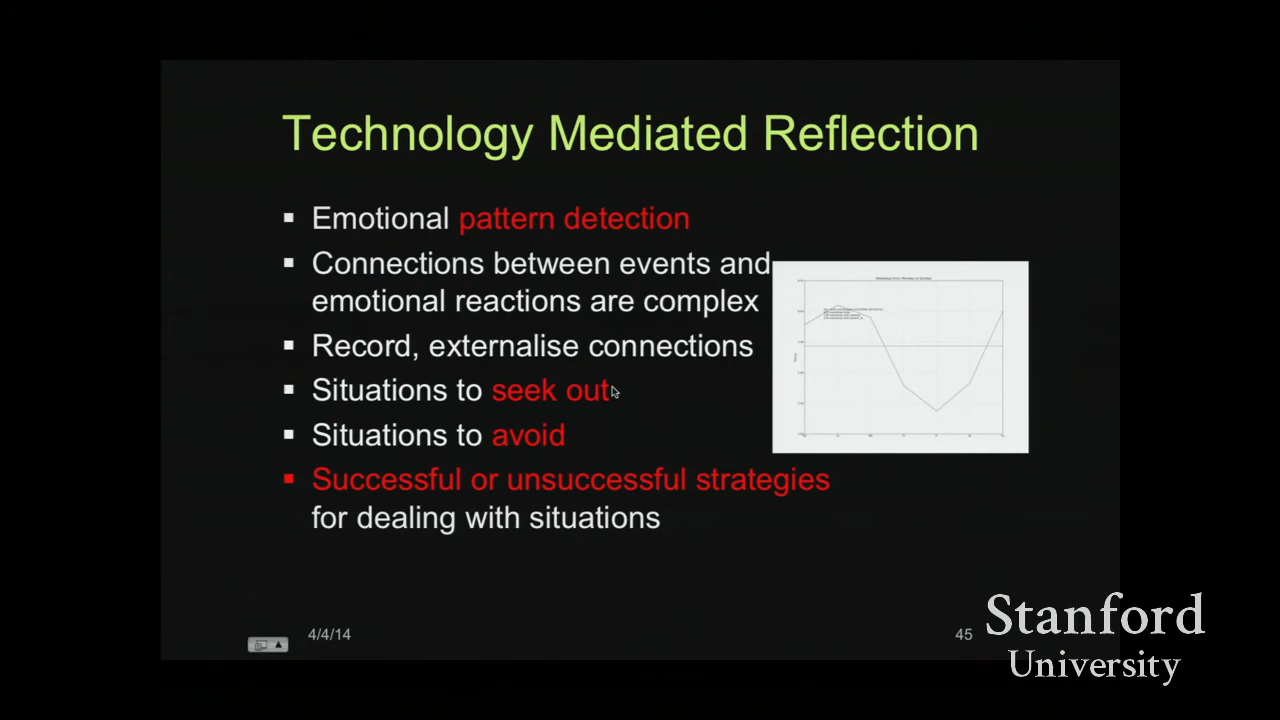 Technology Mediated Reflection
▪ Emotional pattern detection
▪ Connections between events and
emotional reactions are complex
▪ Record, externalise connections
▪ Situations to seek out
▪ Situations to avoid
▪ Successful or unsuccessful strategies
for dealing with situations
4/4/14
45
Stanford
University